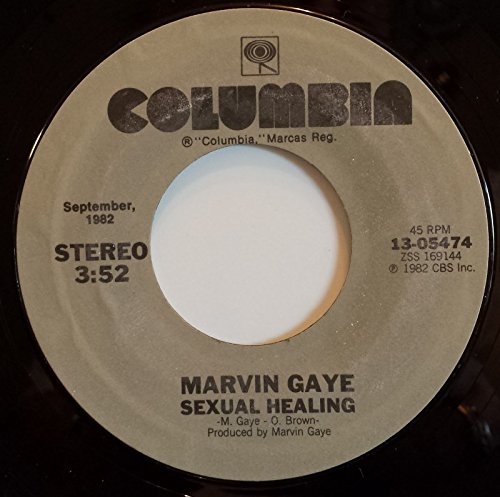 COLUMBIA
®"Columbia," Marcas Reg.
September,
1982
STEREO
3:52
45 RPM
13-05474
ZSS 169144
℗ 1982 CBS Inc.
MARVIN GAYE
SEXUAL HEALING
-M. Gaye - O. Brown-
Produced by Marvin Gaye